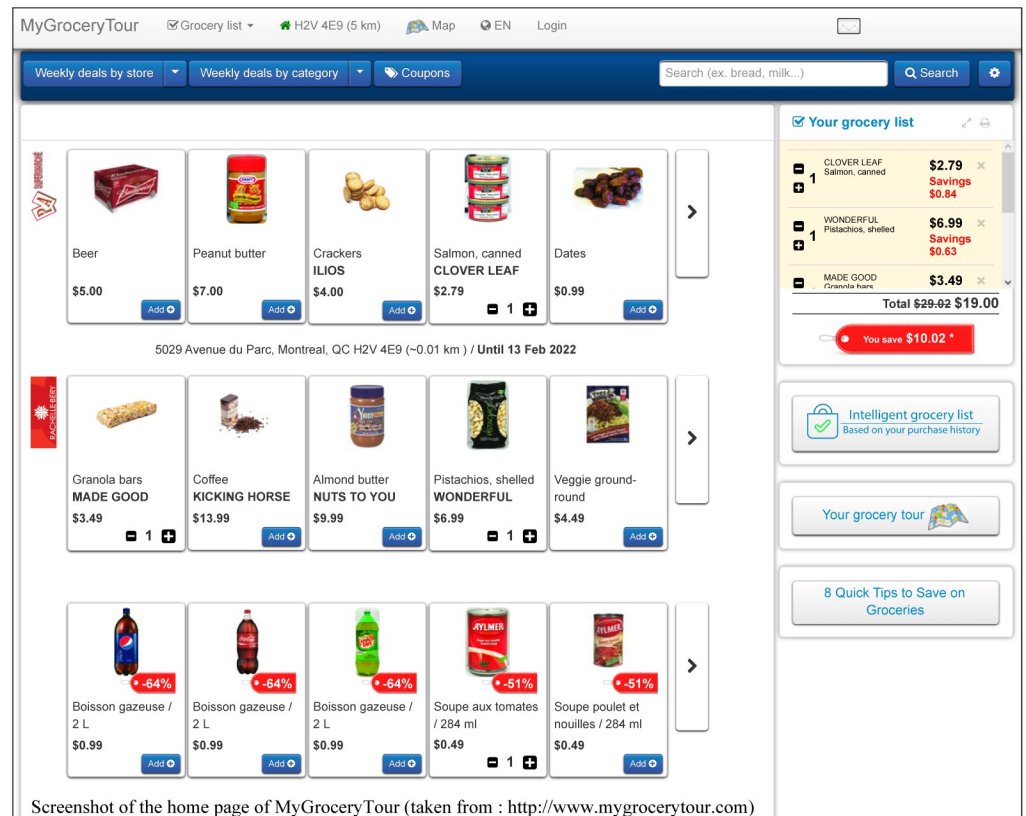 MyGroceryTour Grocery list H2V 4E9 (5 km) Map EN Login
Weekly deals by store Weekly deals by category Coupons Search (ex. bread, milk...) Search
Your grocery list
CLOVER LEAF
Salmon, canned
1
$2.79
Savings
$0.84
WONDERFUL
Pistachios, shelled
1
$6.99
Savings
$0.63
MADE GOOD
Granola bars
$3.49
Total $29.02 $19.00
You save $10.02 *
Intelligent grocery list
Based on your purchase history
Your grocery tour
8 Quick Tips to Save on
Groceries
SUPERMARCHÉ
PA
Beer
$5.00
Add
KRAFT
Peanut butter
$7.00
Add
Crackers
ILIOS
$4.00
Add
Salmon, canned
CLOVER LEAF
$2.79
1
Dates
$0.99
Add
5029 Avenue du Parc, Montreal, QC H2V 4E9 (~0.01 km ) / Until 13 Feb 2022
RACHELLE BERY
Granola bars
MADE GOOD
$3.49
1
Coffee
KICKING HORSE
$13.99
Add
Almond butter
NUTS TO YOU
$9.99
Add
Pistachios, shelled
WONDERFUL
$6.99
1
Yves
Veggie ground-
round
$4.49
Add
-64%
Boisson gazeuse /
2 L
$0.99
Add
-64%
Boisson gazeuse /
2 L
$0.99
Add
-64%
Boisson gazeuse /
2 L
$0.99
Add
AYLMER
-51%
Soupe aux tomates
/ 284 ml
$0.49
1
AYLMER
-51%
Soupe poulet et
nouilles / 284 ml
$0.49
Add
Screenshot of the home page of MyGroceryTour (taken from : http://www.mygrocerytour.com)